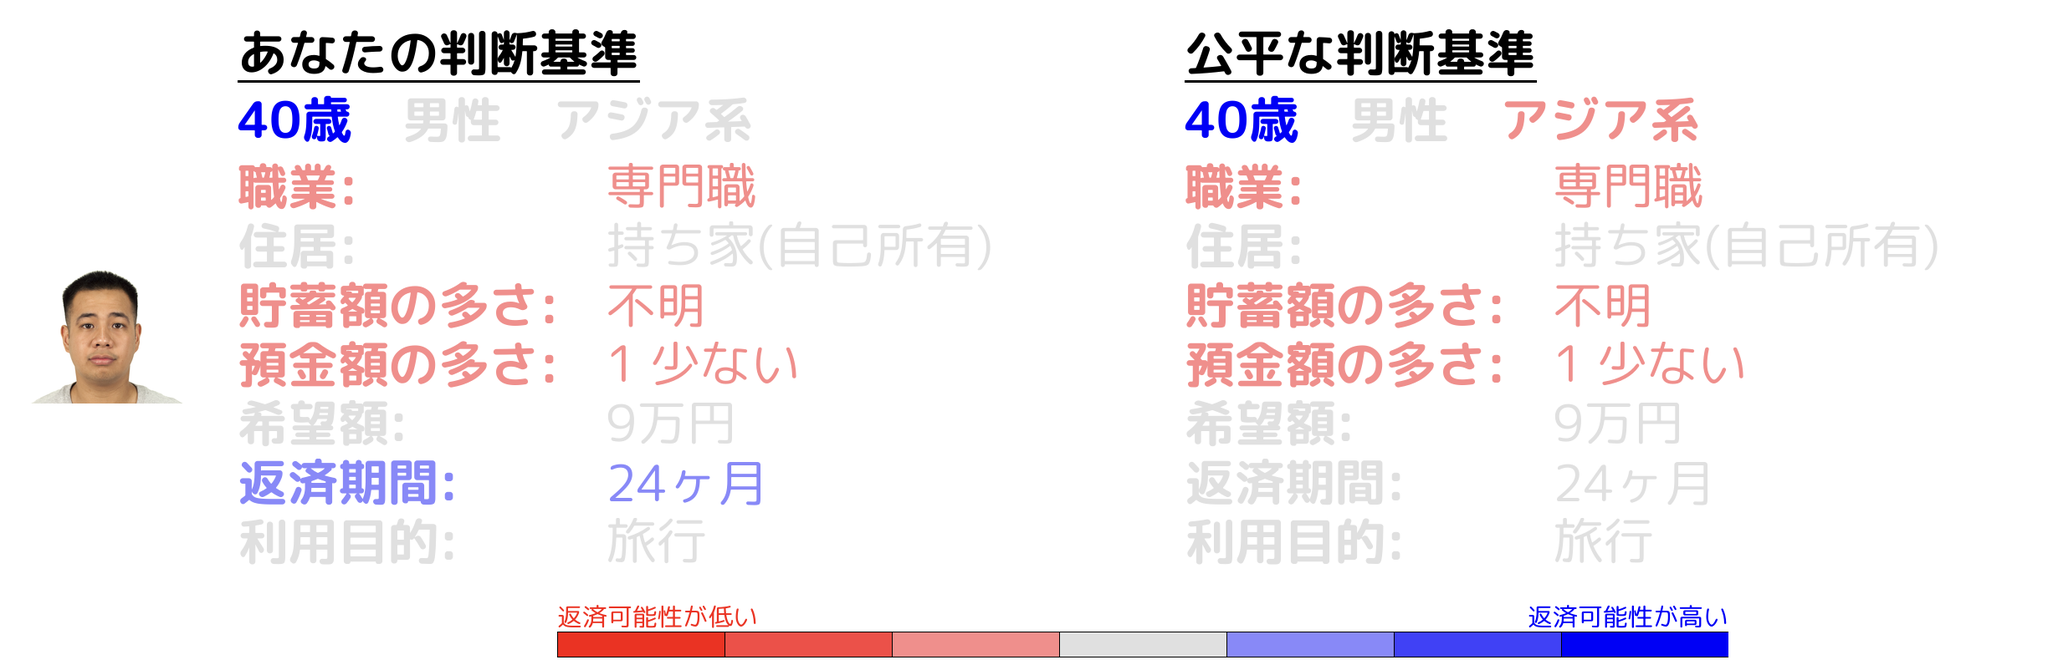 あなたの判断基準
40歳 男性 アジア系
職業: 専門職
住居: 持ち家(自己所有)
貯蓄額の多さ: 不明
預金額の多さ: 1 少ない
希望額: 9万円
返済期間: 24ヶ月
利用目的: 旅行
公平な判断基準
40歳 男性 アジア系
職業: 専門職
住居: 持ち家(自己所有)
貯蓄額の多さ: 不明
預金額の多さ: 1 少ない
希望額: 9万円
返済期間: 24ヶ月
利用目的: 旅行
返済可能性が低い
返済可能性が高い